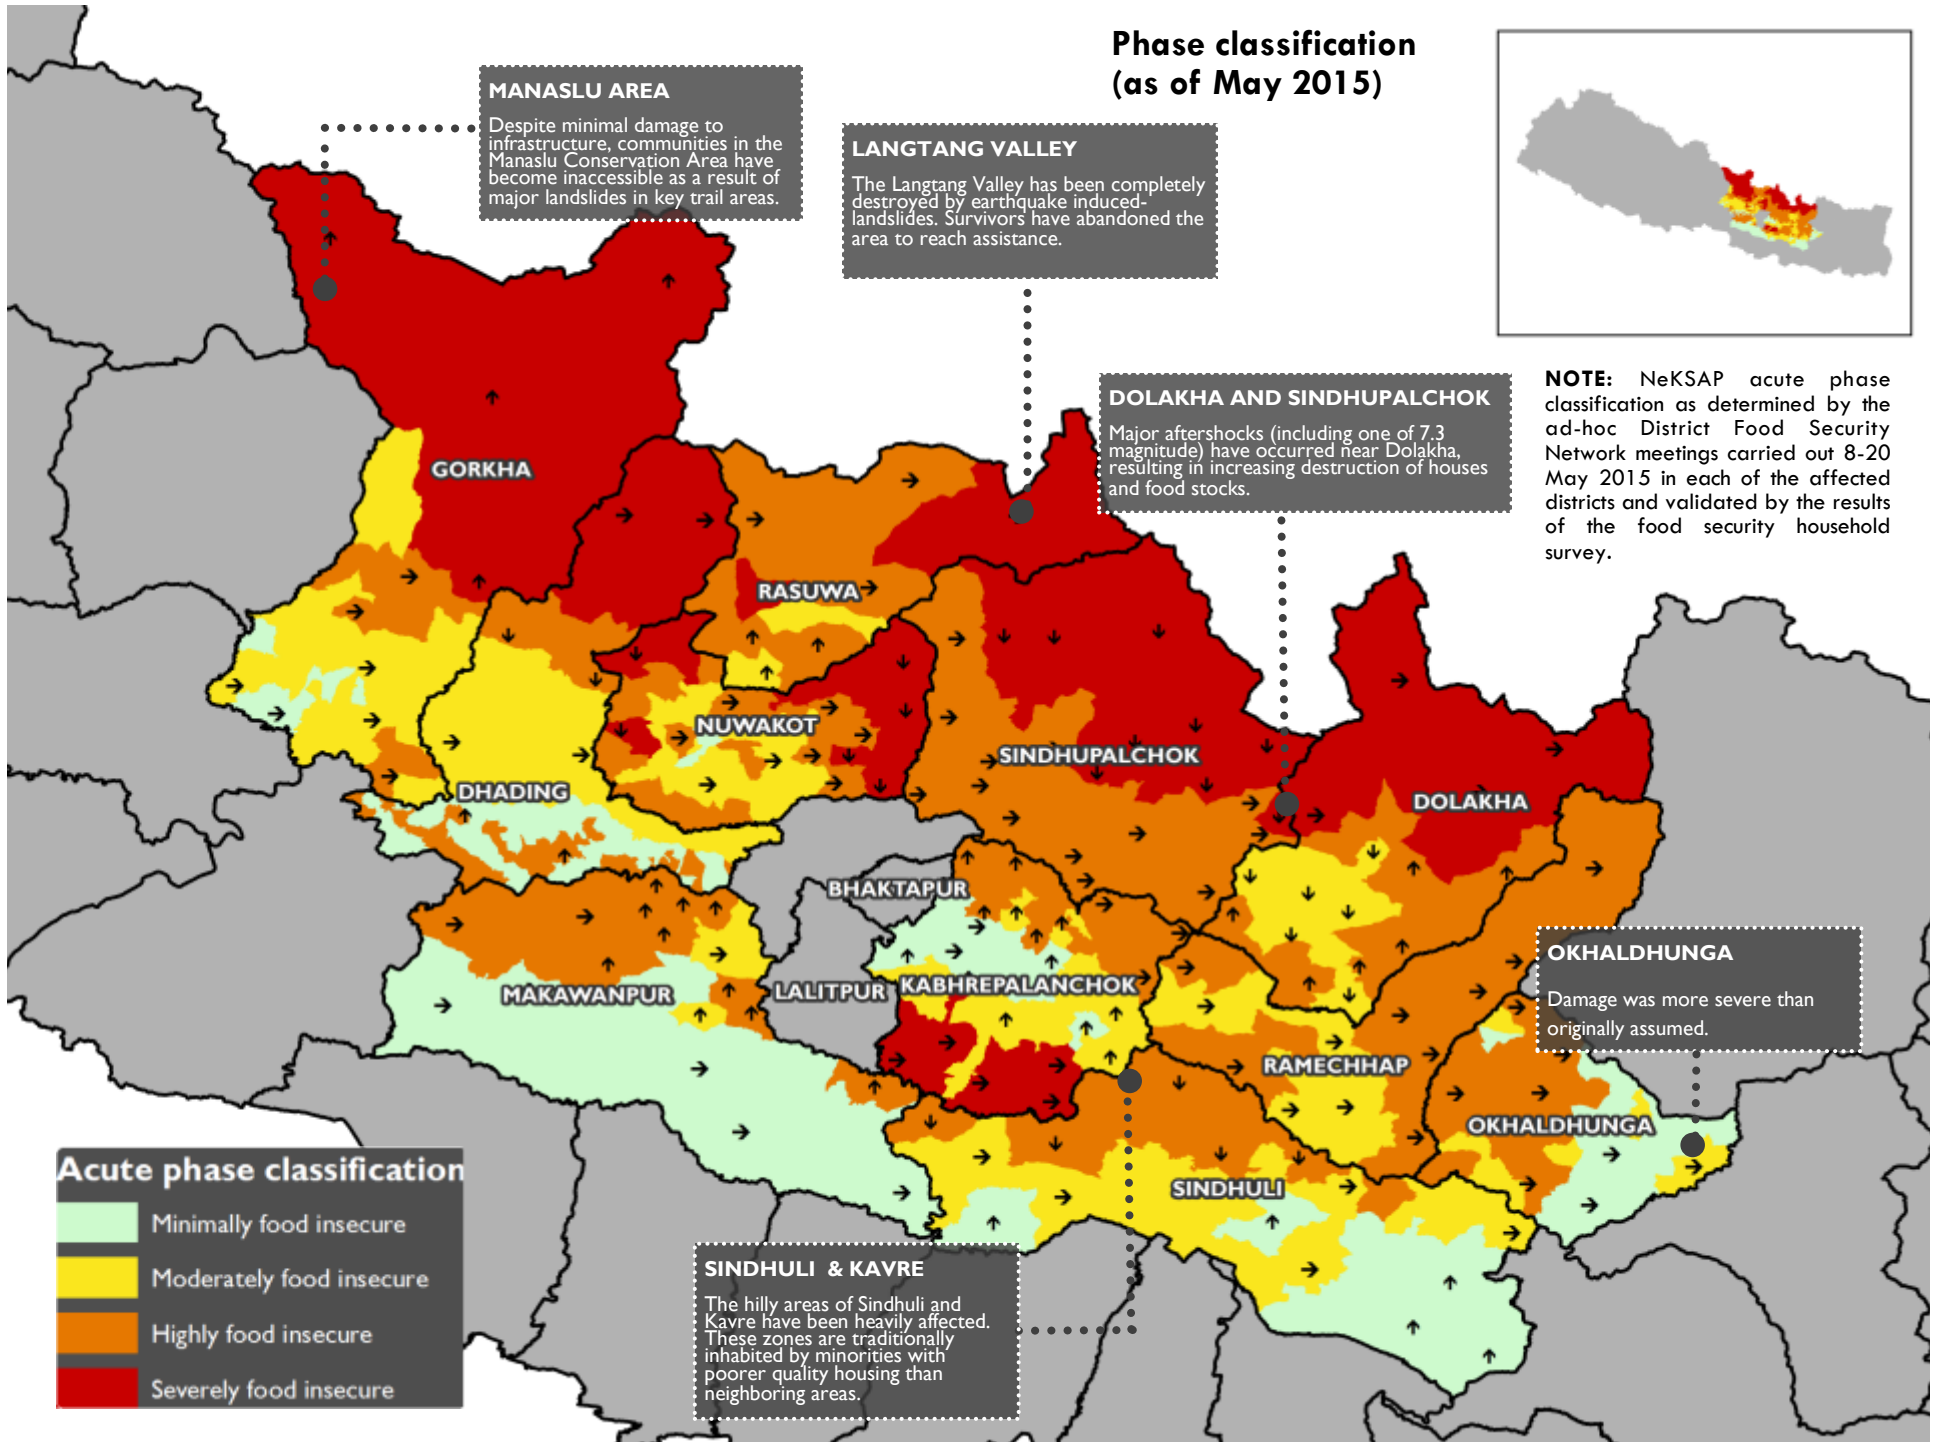 Phase classification
(as of May 2015)
MANASLU AREA
Despite minimal damage to
infrastructure, communities in the
Manaslu Conservation Area have
become inaccessible as a result of
major landslides in key trail areas.
LANGTANG VALLEY
The Langtang Valley has been completely
destroyed by earthquake induced-
landslides. Survivors have abandoned the
area to reach assistance.
DOLAKHA AND SINDHUPALCHOK
Major aftershocks (including one of 7.3
magnitude) have occurred near Dolakha,
resulting in increasing destruction of houses
and food stocks.
NOTE: NeKSAP acute phase
classification as determined by the
ad-hoc District Food Security
Network meetings carried out 8-20
May 2015 in each of the affected
districts and validated by the results
of the food security household
survey.
GORKHA
RASUWA
NUWAKOT
SINDHUPALCHOK
DHADING
DOLAKHA
BHAKTAPUR
MAKAWANPUR
LALITPUR
KABHREPALANCHOK
RAMECHHAP
OKHALDHUNGA
SINDHULI
OKHALDHUNGA
Damage was more severe than
originally assumed.
Acute phase classification
Minimally food insecure
Moderately food insecure
Highly food insecure
Severely food insecure
SINDHULI & KAVRE
The hilly areas of Sindhuli and
Kavre have been heavily affected.
These zones are traditionally
inhabited by minorities with
poorer quality housing than
neighboring areas.